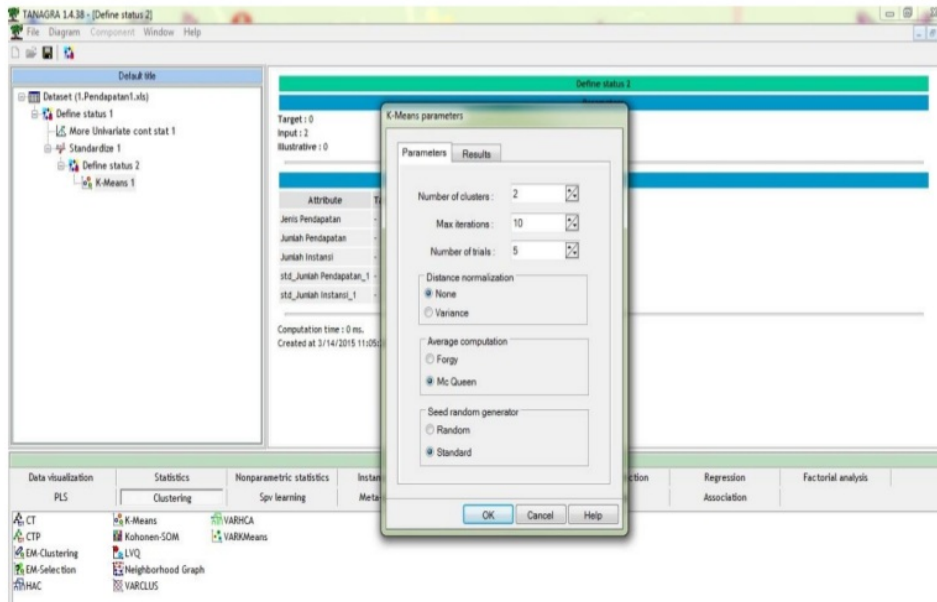 TANAGRA 1.4.38 - [Define status 2]
File Diagram Component Window Help
Default title
Dataset (1.Pendapatan1.xls)
Define status 1
More Univariate cont stat 1
Standardize 1
Define status 2
K-Means 1
Define status 2
Target : 0
Input : 2
Illustrative : 0
Attribute
Jenis Pendapatan -
Jumlah Pendapatan -
Jumlah Instansi -
std_Jumlah Pendapatan_1 -
std_Jumlah Instansi_1 -
Computation time : 0 ms.
Created at 3/14/2015 11:05:
K-Means parameters
Parameters Results
Number of clusters : 2
Max iterations : 10
Number of trials : 5
Distance normalization
None
Variance
Average computation
Forgy
Mc Queen
Seed random generator
Random
Standard
OK Cancel Help
Data visualization Statistics Nonparametric statistics Instan ction Regression Factorial analysis
PLS Clustering Spv learning Meta- Association
CT K-Means VARHCA
CTP Kohonen-SOM VARKMeans
EM-Clustering LVQ
EM-Selection Neighborhood Graph
HAC VARCLUS